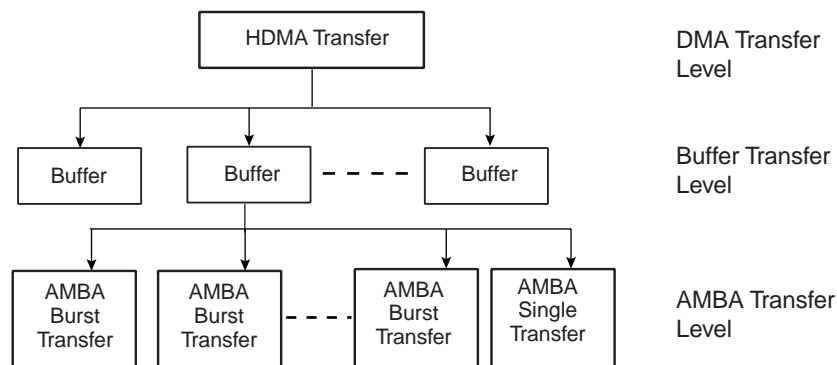 HDMA Transfer
DMA Transfer
Level
Buffer
Buffer
Buffer
Buffer Transfer
Level
AMBA
Burst
Transfer
AMBA
Burst
Transfer
AMBA
Burst
Transfer
AMBA
Single
Transfer
AMBA Transfer
Level